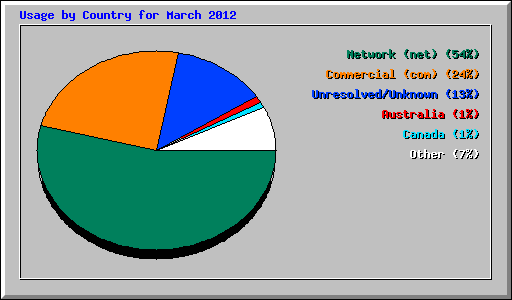 Usage by Country for March 2012
Network (net) (54%)
Commercial (com) (24%)
Unresolved/Unknown (13%)
Australia (1%)
Canada (1%)
Other (7%)